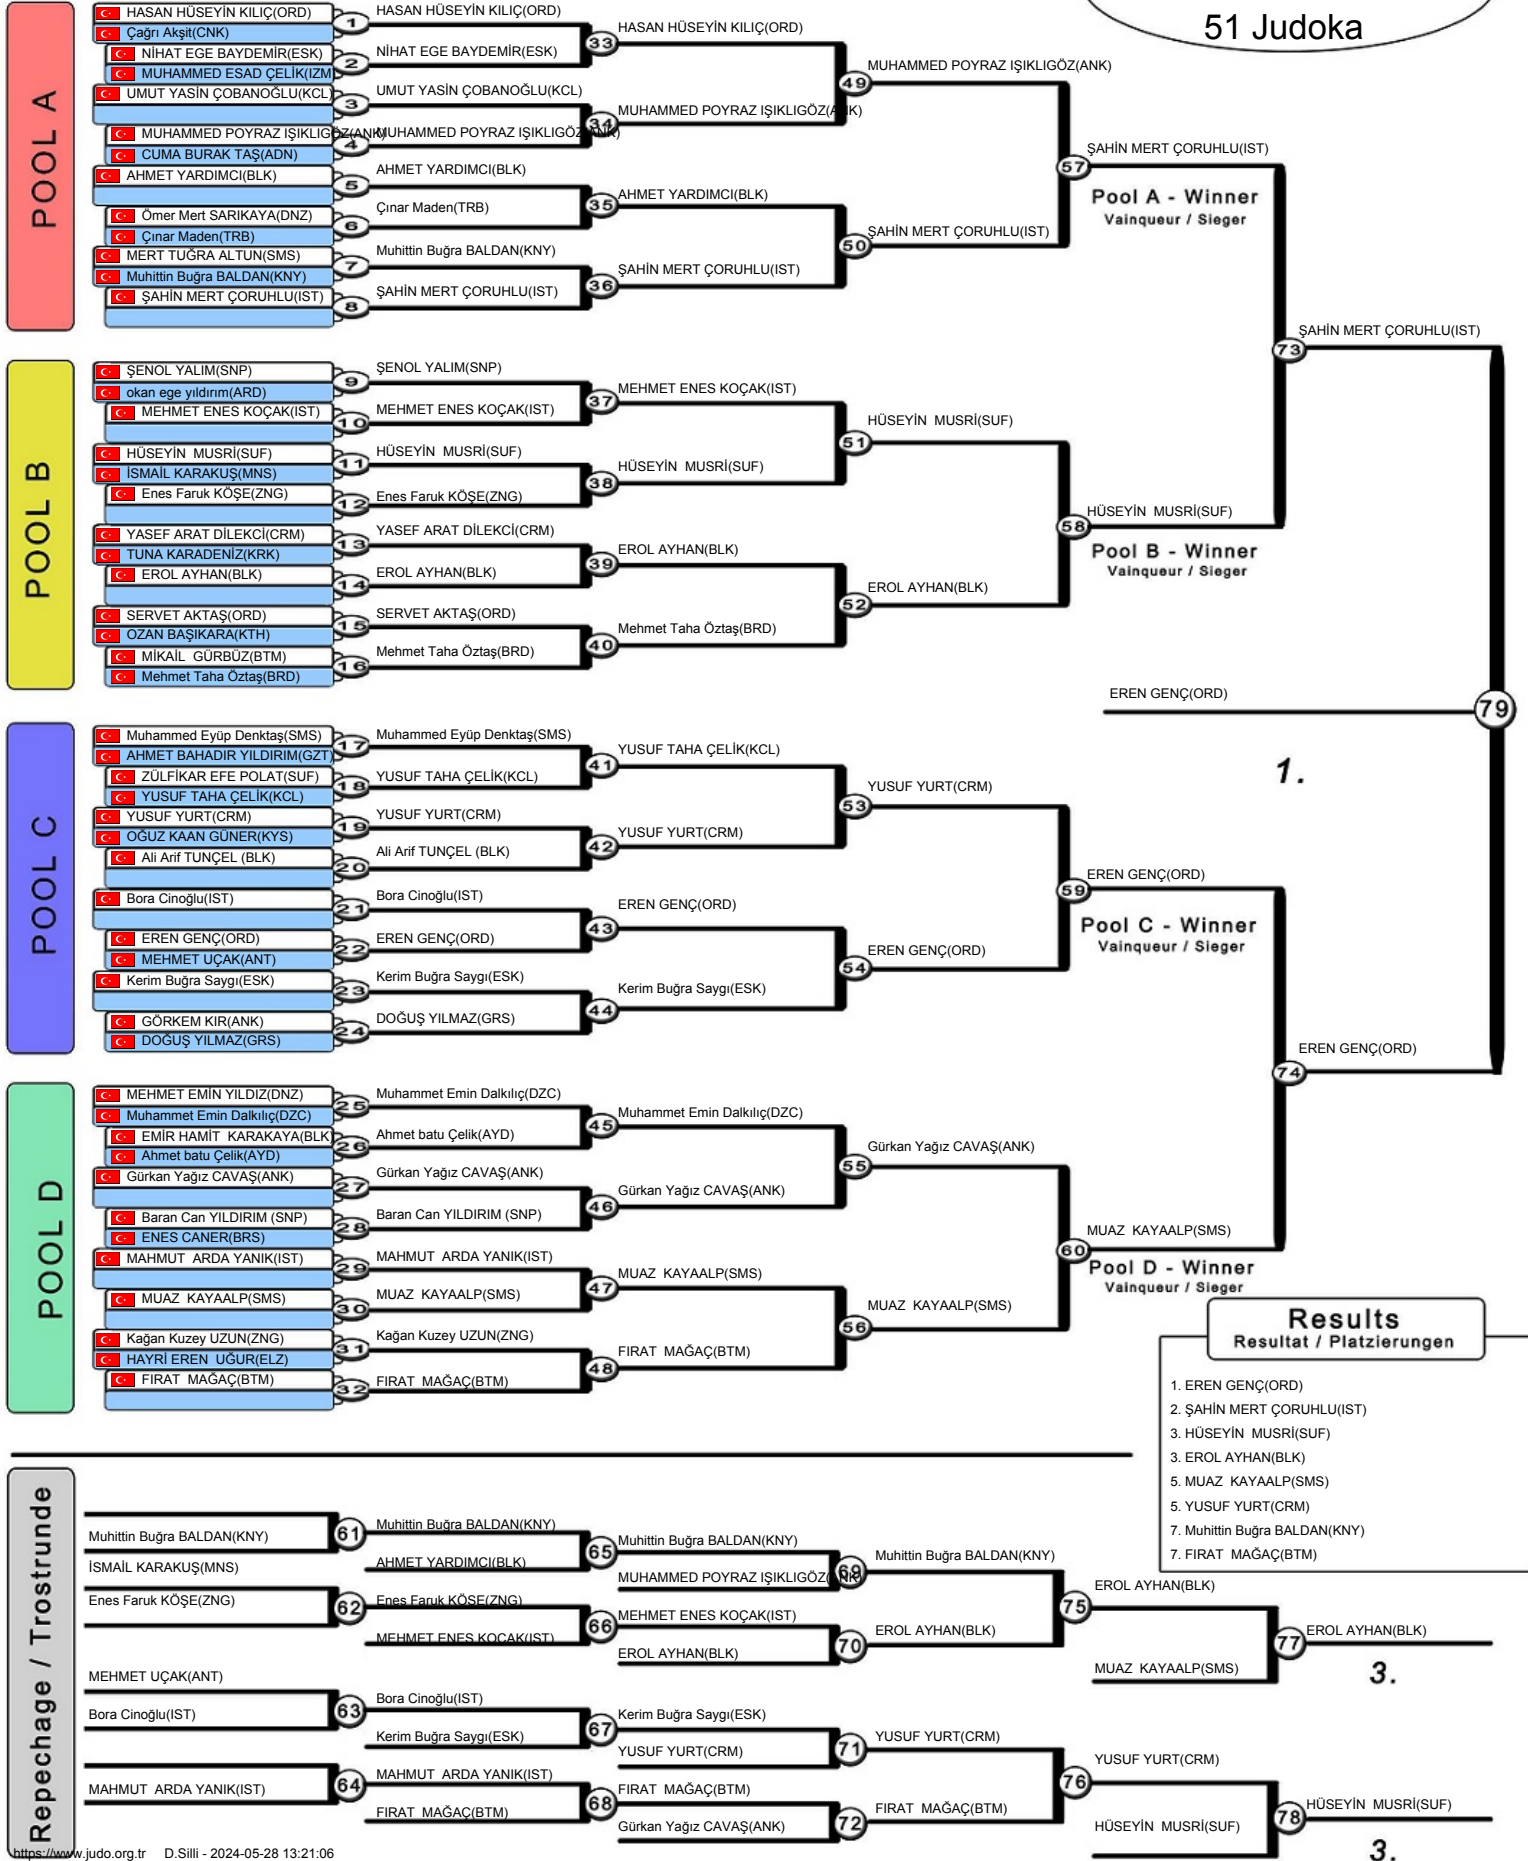 51 Judoka
POOL A
HASAN HÜSEYİN KILIÇ(ORD)
Çağrı Akşit(CNK)
NİHAT EGE BAYDEMİR(ESK)
MUHAMMED ESAD ÇELİK(IZM
UMUT YASİN ÇOBANOĞLU(KCL)
MUHAMMED POYRAZ IŞIKLIGÖZ(ANK)
CUMA BURAK TAŞ(ADN)
AHMET YARDIMCI(BLK)
Ömer Mert SARIKAYA(DNZ)
Çınar Maden(TRB)
MERT TUĞRA ALTUN(SMS)
Muhittin Buğra BALDAN(KNY)
ŞAHİN MERT ÇORUHLU(IST)
1
2
3
4
5
6
7
8
HASAN HÜSEYİN KILIÇ(ORD)
NİHAT EGE BAYDEMİR(ESK)
UMUT YASİN ÇOBANOĞLU(KCL)
MUHAMMED POYRAZ IŞIKLIGÖZ(ANK)
AHMET YARDIMCI(BLK)
Çınar Maden(TRB)
Muhittin Buğra BALDAN(KNY)
ŞAHİN MERT ÇORUHLU(IST)
33
34
35
36
HASAN HÜSEYİN KILIÇ(ORD)
MUHAMMED POYRAZ IŞIKLIGÖZ(ANK)
AHMET YARDIMCI(BLK)
ŞAHİN MERT ÇORUHLU(IST)
49
50
MUHAMMED POYRAZ IŞIKLIGÖZ(ANK)
ŞAHİN MERT ÇORUHLU(IST)
57
ŞAHİN MERT ÇORUHLU(IST)
Pool A - Winner
Vainqueur / Sieger
POOL B
ŞENOL YALIM(SNP)
okan ege yıldırım(ARD)
MEHMET ENES KOÇAK(IST)
HÜSEYİN  MUSRİ(SUF)
İSMAİL KARAKUŞ(MNS)
Enes Faruk KÖŞE(ZNG)
YASEF ARAT DİLEKCİ(CRM)
TUNA KARADENİZ(KRK)
EROL AYHAN(BLK)
SERVET AKTAŞ(ORD)
OZAN BAŞIKARA(KTH)
MİKAİL  GÜRBÜZ(BTM)
Mehmet Taha Öztaş(BRD)
9
10
11
12
13
14
15
16
ŞENOL YALIM(SNP)
MEHMET ENES KOÇAK(IST)
HÜSEYİN  MUSRİ(SUF)
Enes Faruk KÖŞE(ZNG)
YASEF ARAT DİLEKCİ(CRM)
EROL AYHAN(BLK)
SERVET AKTAŞ(ORD)
Mehmet Taha Öztaş(BRD)
37
38
39
40
MEHMET ENES KOÇAK(IST)
HÜSEYİN  MUSRİ(SUF)
EROL AYHAN(BLK)
Mehmet Taha Öztaş(BRD)
51
52
HÜSEYİN  MUSRİ(SUF)
EROL AYHAN(BLK)
58
HÜSEYİN  MUSRİ(SUF)
Pool B - Winner
Vainqueur / Sieger
73
ŞAHİN MERT ÇORUHLU(IST)
EREN GENÇ(ORD)
79
1.
POOL C
Muhammed Eyüp Denktaş(SMS)
AHMET BAHADIR YILDIRIM(GZT)
ZÜLFİKAR EFE POLAT(SUF)
YUSUF TAHA ÇELİK(KCL)
YUSUF YURT(CRM)
OĞUZ KAAN GÜNER(KYS)
Ali Arif TUNÇEL (BLK)
Bora Cinoğlu(IST)
EREN GENÇ(ORD)
MEHMET UÇAK(ANT)
Kerim Buğra Saygı(ESK)
GÖRKEM KIR(ANK)
DOĞUŞ YILMAZ(GRS)
17
18
19
20
21
22
23
24
Muhammed Eyüp Denktaş(SMS)
YUSUF TAHA ÇELİK(KCL)
YUSUF YURT(CRM)
Ali Arif TUNÇEL (BLK)
Bora Cinoğlu(IST)
EREN GENÇ(ORD)
Kerim Buğra Saygı(ESK)
DOĞUŞ YILMAZ(GRS)
41
42
43
44
YUSUF TAHA ÇELİK(KCL)
YUSUF YURT(CRM)
EREN GENÇ(ORD)
Kerim Buğra Saygı(ESK)
53
54
YUSUF YURT(CRM)
EREN GENÇ(ORD)
59
EREN GENÇ(ORD)
Pool C - Winner
Vainqueur / Sieger
74
EREN GENÇ(ORD)
POOL D
MEHMET EMİN YILDIZ(DNZ)
Muhammet Emin Dalkılıç(DZC)
EMİR HAMİT  KARAKAYA(BLK)
Ahmet batu Çelik(AYD)
Gürkan Yağız CAVAŞ(ANK)
Baran Can YILDIRIM (SNP)
ENES CANER(BRS)
MAHMUT  ARDA YANIK(IST)
MUAZ  KAYAALP(SMS)
Kağan Kuzey UZUN(ZNG)
HAYRİ EREN  UĞUR(ELZ)
FIRAT  MAĞAÇ(BTM)
25
26
27
28
29
30
31
32
Muhammet Emin Dalkılıç(DZC)
Ahmet batu Çelik(AYD)
Gürkan Yağız CAVAŞ(ANK)
Baran Can YILDIRIM (SNP)
MAHMUT  ARDA YANIK(IST)
MUAZ  KAYAALP(SMS)
Kağan Kuzey UZUN(ZNG)
FIRAT  MAĞAÇ(BTM)
45
46
47
48
Muhammet Emin Dalkılıç(DZC)
Gürkan Yağız CAVAŞ(ANK)
MUAZ  KAYAALP(SMS)
FIRAT  MAĞAÇ(BTM)
55
56
Gürkan Yağız CAVAŞ(ANK)
MUAZ  KAYAALP(SMS)
60
MUAZ  KAYAALP(SMS)
Pool D - Winner
Vainqueur / Sieger
Results
Resultat / Platzierungen
1. EREN GENÇ(ORD)
2. ŞAHİN MERT ÇORUHLU(IST)
3. HÜSEYİN  MUSRİ(SUF)
3. EROL AYHAN(BLK)
5. MUAZ  KAYAALP(SMS)
5. YUSUF YURT(CRM)
7. Muhittin Buğra BALDAN(KNY)
7. FIRAT  MAĞAÇ(BTM)
Repechage / Trostrunde
Muhittin Buğra BALDAN(KNY)
İSMAİL KARAKUŞ(MNS)
Enes Faruk KÖŞE(ZNG)
MEHMET UÇAK(ANT)
Bora Cinoğlu(IST)
MAHMUT  ARDA YANIK(IST)
61
62
63
64
Muhittin Buğra BALDAN(KNY)
AHMET YARDIMCI(BLK)
Enes Faruk KÖŞE(ZNG)
MEHMET ENES KOÇAK(IST)
Bora Cinoğlu(IST)
Kerim Buğra Saygı(ESK)
MAHMUT  ARDA YANIK(IST)
FIRAT  MAĞAÇ(BTM)
65
66
67
68
Muhittin Buğra BALDAN(KNY)
MUHAMMED POYRAZ IŞIKLIGÖZ(ANK)
MEHMET ENES KOÇAK(IST)
EROL AYHAN(BLK)
Kerim Buğra Saygı(ESK)
YUSUF YURT(CRM)
FIRAT  MAĞAÇ(BTM)
Gürkan Yağız CAVAŞ(ANK)
69
70
71
72
Muhittin Buğra BALDAN(KNY)
EROL AYHAN(BLK)
YUSUF YURT(CRM)
FIRAT  MAĞAÇ(BTM)
75
76
EROL AYHAN(BLK)
MUAZ  KAYAALP(SMS)
YUSUF YURT(CRM)
HÜSEYİN  MUSRİ(SUF)
77
78
EROL AYHAN(BLK)
3.
HÜSEYİN  MUSRİ(SUF)
3.
https://www.judo.org.tr    D.Silli - 2024-05-28 13:21:06